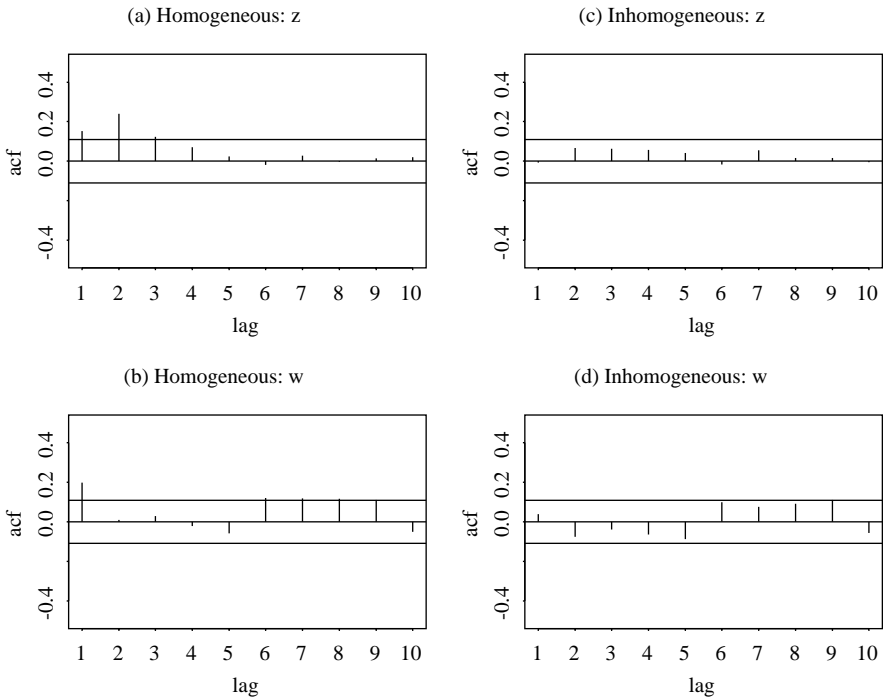 (a) Homogeneous: z
acf
0.4
0.2
0.0
-0.4
1 2 3 4 5 6 7 8 9 10
lag
(c) Inhomogeneous: z
acf
0.4
0.2
0.0
-0.4
1 2 3 4 5 6 7 8 9 10
lag
(b) Homogeneous: w
acf
0.4
0.2
0.0
-0.4
1 2 3 4 5 6 7 8 9 10
lag
(d) Inhomogeneous: w
acf
0.4
0.2
0.0
-0.4
1 2 3 4 5 6 7 8 9 10
lag